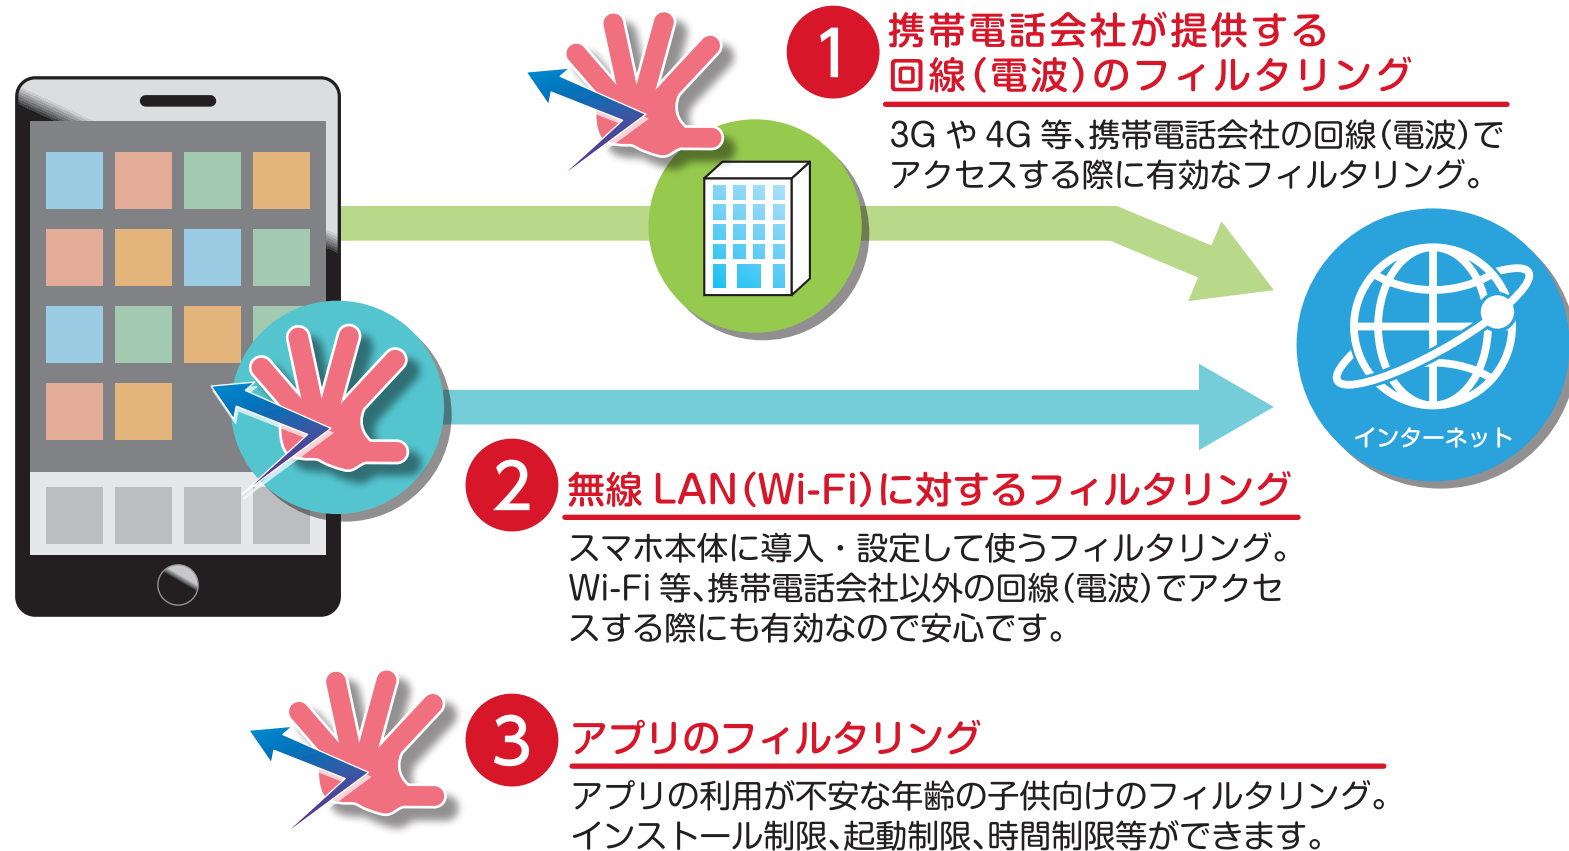 1 携帯電話会社が提供する
回線(電波)のフィルタリング
3G や 4G 等、携帯電話会社の回線(電波)で
アクセスする際に有効なフィルタリング。
インターネット
2 無線 LAN(Wi-Fi)に対するフィルタリング
スマホ本体に導入・設定して使うフィルタリング。
Wi-Fi 等、携帯電話会社以外の回線(電波)でアクセ
スする際にも有効なので安心です。
3 アプリのフィルタリング
アプリの利用が不安な年齢の子供向けのフィルタリング。
インストール制限、起動制限、時間制限等ができます。